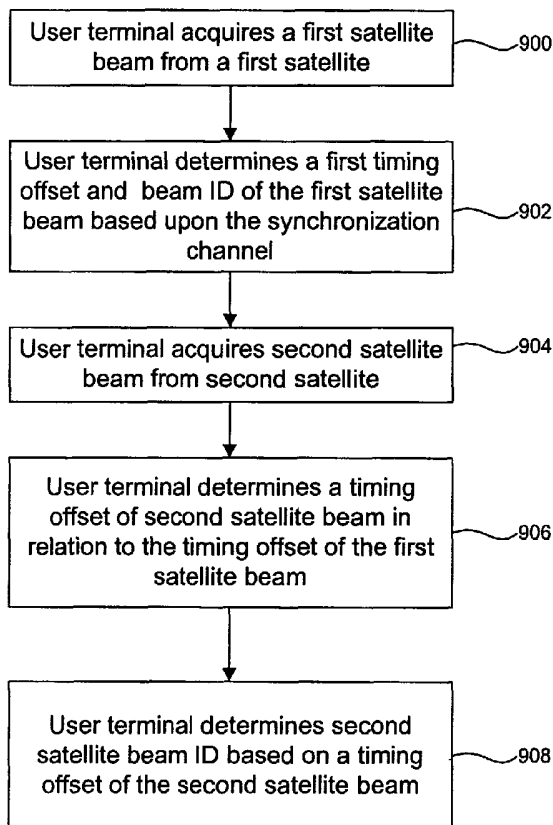 User terminal acquires a first satellite
beam from a first satellite
900
User terminal determines a first timing
offset and beam ID of the first satellite
beam based upon the synchronization
channel
902
User terminal acquires second satellite
beam from second satellite
904
User terminal determines a timing
offset of second satellite beam in
relation to the timing offset of the first
satellite beam
906
User terminal determines second
satellite beam ID based on a timing
offset of the second satellite beam
908